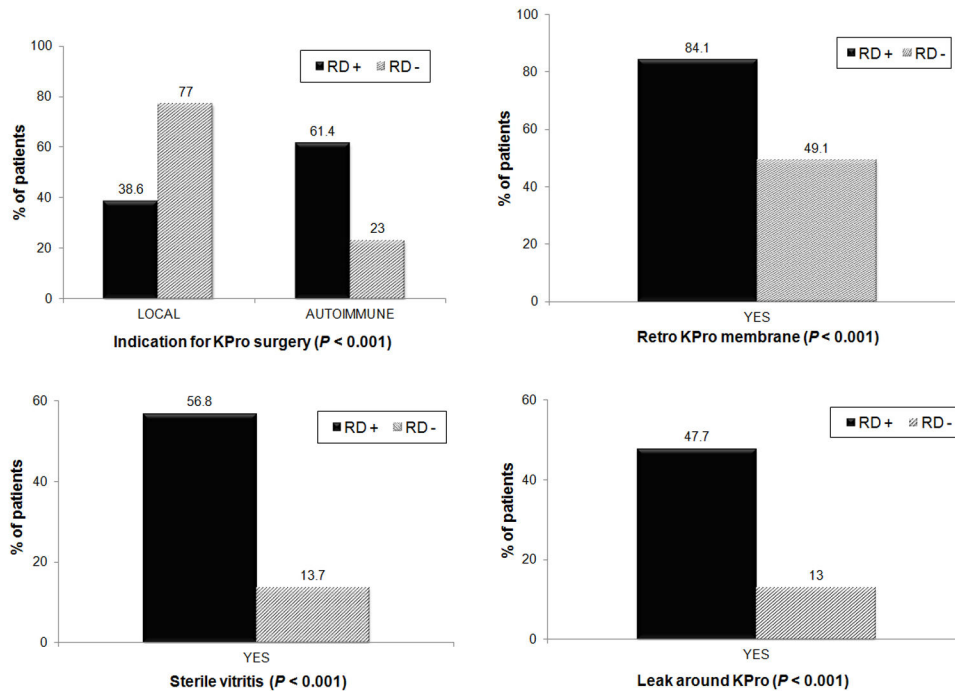 100
80
60
40
20
0
% of patients
RD + RD -
38.6
77
61.4
23
LOCAL AUTOIMMUNE
Indication for KPro surgery (P < 0.001)
100
80
60
40
20
0
% of patients
RD + RD -
84.1
49.1
YES
Retro KPro membrane (P < 0.001)
60
40
20
0
% of patients
RD + RD -
56.8
13.7
YES
Sterile vitritis (P < 0.001)
60
40
20
0
% of patients
RD + RD -
47.7
13
YES
Leak around KPro (P < 0.001)